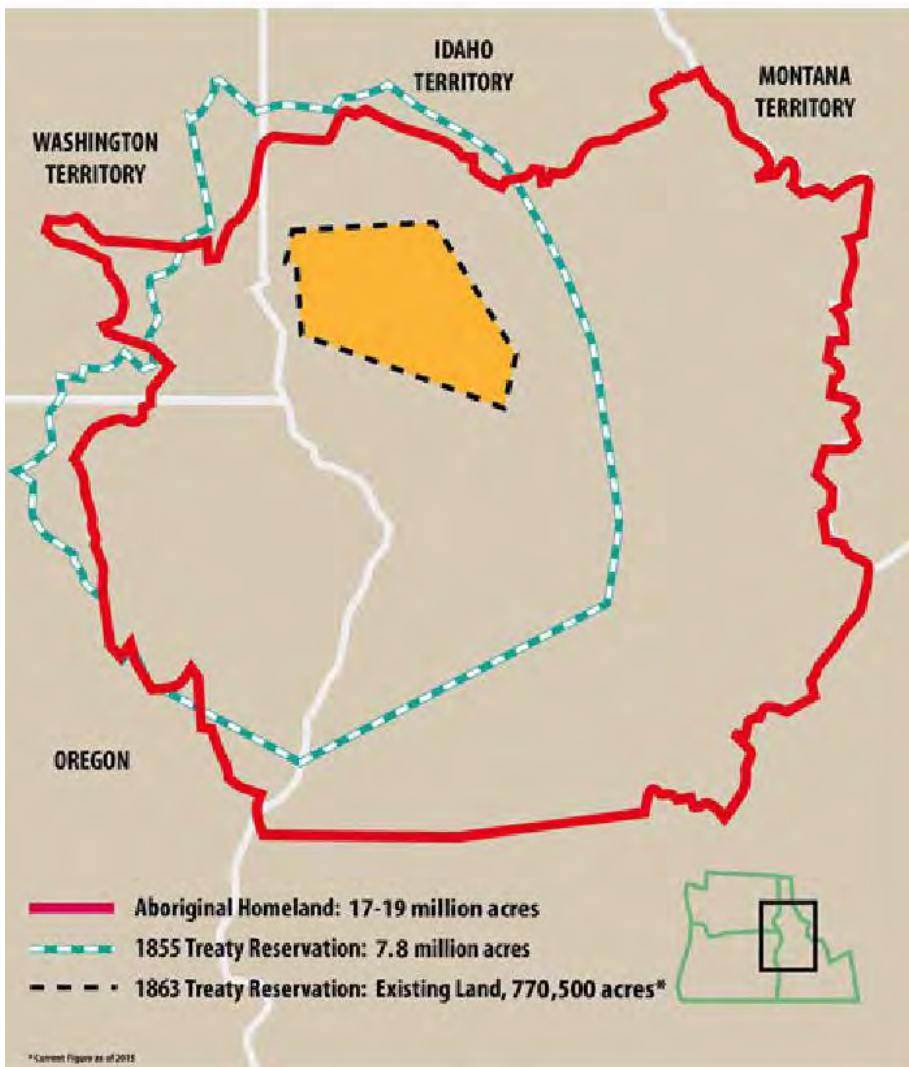 IDAHO
TERRITORY
MONTANA
TERRITORY
WASHINGTON
TERRITORY
OREGON
Aboriginal Homeland: 17-19 million acres
1855 Treaty Reservation: 7.8 million acres
1863 Treaty Reservation: Existing Land, 770,500 acres*
*Current Figure as of 2015